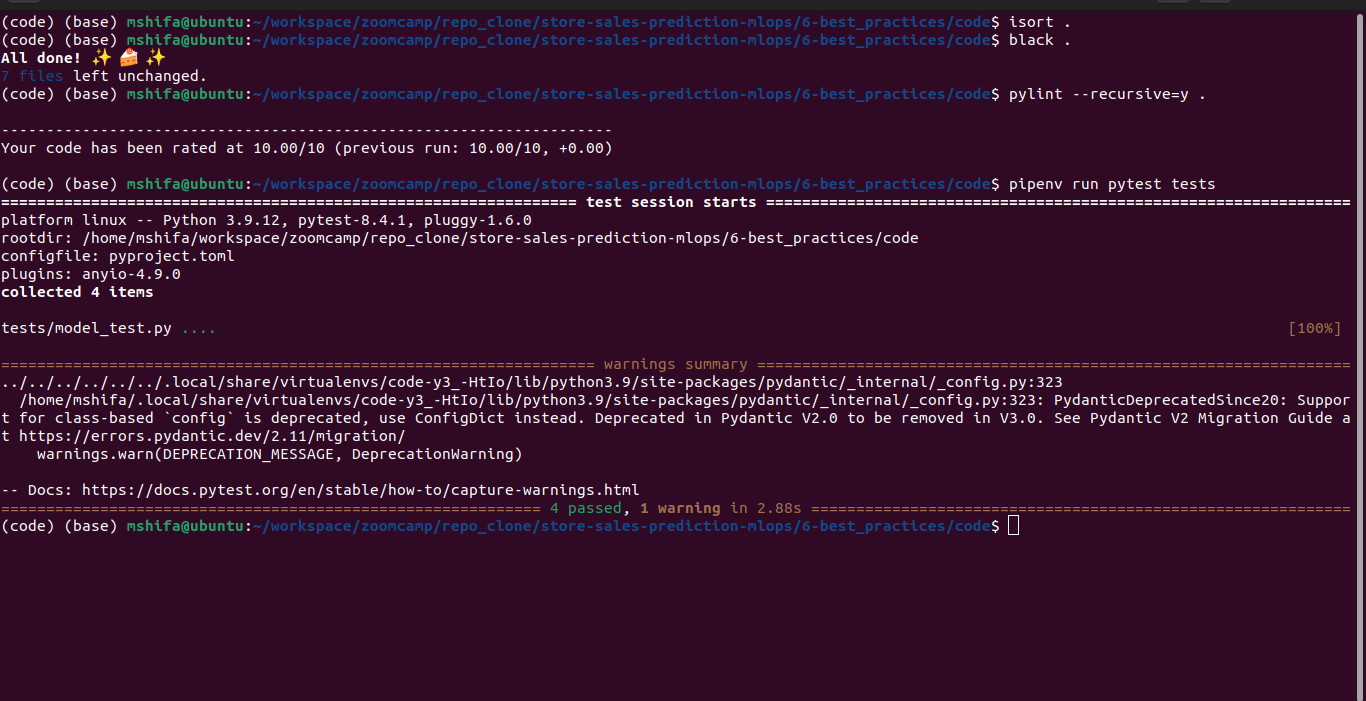 (code) (base) mshifa@ubuntu:~/workspace/zoomcamp/repo_clone/store-sales-prediction-mlops/6-best_practices/code$ isort .
(code) (base) mshifa@ubuntu:~/workspace/zoomcamp/repo_clone/store-sales-prediction-mlops/6-best_practices/code$ black .
All done! ✨ 🍰 ✨
7 files left unchanged.
(code) (base) mshifa@ubuntu:~/workspace/zoomcamp/repo_clone/store-sales-prediction-mlops/6-best_practices/code$ pylint --recursive=y .

--------------------------------------------------------------------
Your code has been rated at 10.00/10 (previous run: 10.00/10, +0.00)

(code) (base) mshifa@ubuntu:~/workspace/zoomcamp/repo_clone/store-sales-prediction-mlops/6-best_practices/code$ pipenv run pytest tests
================================================================ test session starts =================================================================
platform linux -- Python 3.9.12, pytest-8.4.1, pluggy-1.6.0
rootdir: /home/mshifa/workspace/zoomcamp/repo_clone/store-sales-prediction-mlops/6-best_practices/code
configfile: pyproject.toml
plugins: anyio-4.9.0
collected 4 items

tests/model_test.py .... [100%]

================================================================== warnings summary ==================================================================
../../../../../../.local/share/virtualenvs/code-y3_-HtIo/lib/python3.9/site-packages/pydantic/_internal/_config.py:323
  /home/mshifa/.local/share/virtualenvs/code-y3_-HtIo/lib/python3.9/site-packages/pydantic/_internal/_config.py:323: PydanticDeprecatedSince20: Suppor
t for class-based `config` is deprecated, use ConfigDict instead. Deprecated in Pydantic V2.0 to be removed in V3.0. See Pydantic V2 Migration Guide a
t https://errors.pydantic.dev/2.11/migration/
    warnings.warn(DEPRECATION_MESSAGE, DeprecationWarning)

-- Docs: https://docs.pytest.org/en/stable/how-to/capture-warnings.html
============================================================ 4 passed, 1 warning in 2.88s ============================================================
(code) (base) mshifa@ubuntu:~/workspace/zoomcamp/repo_clone/store-sales-prediction-mlops/6-best_practices/code$